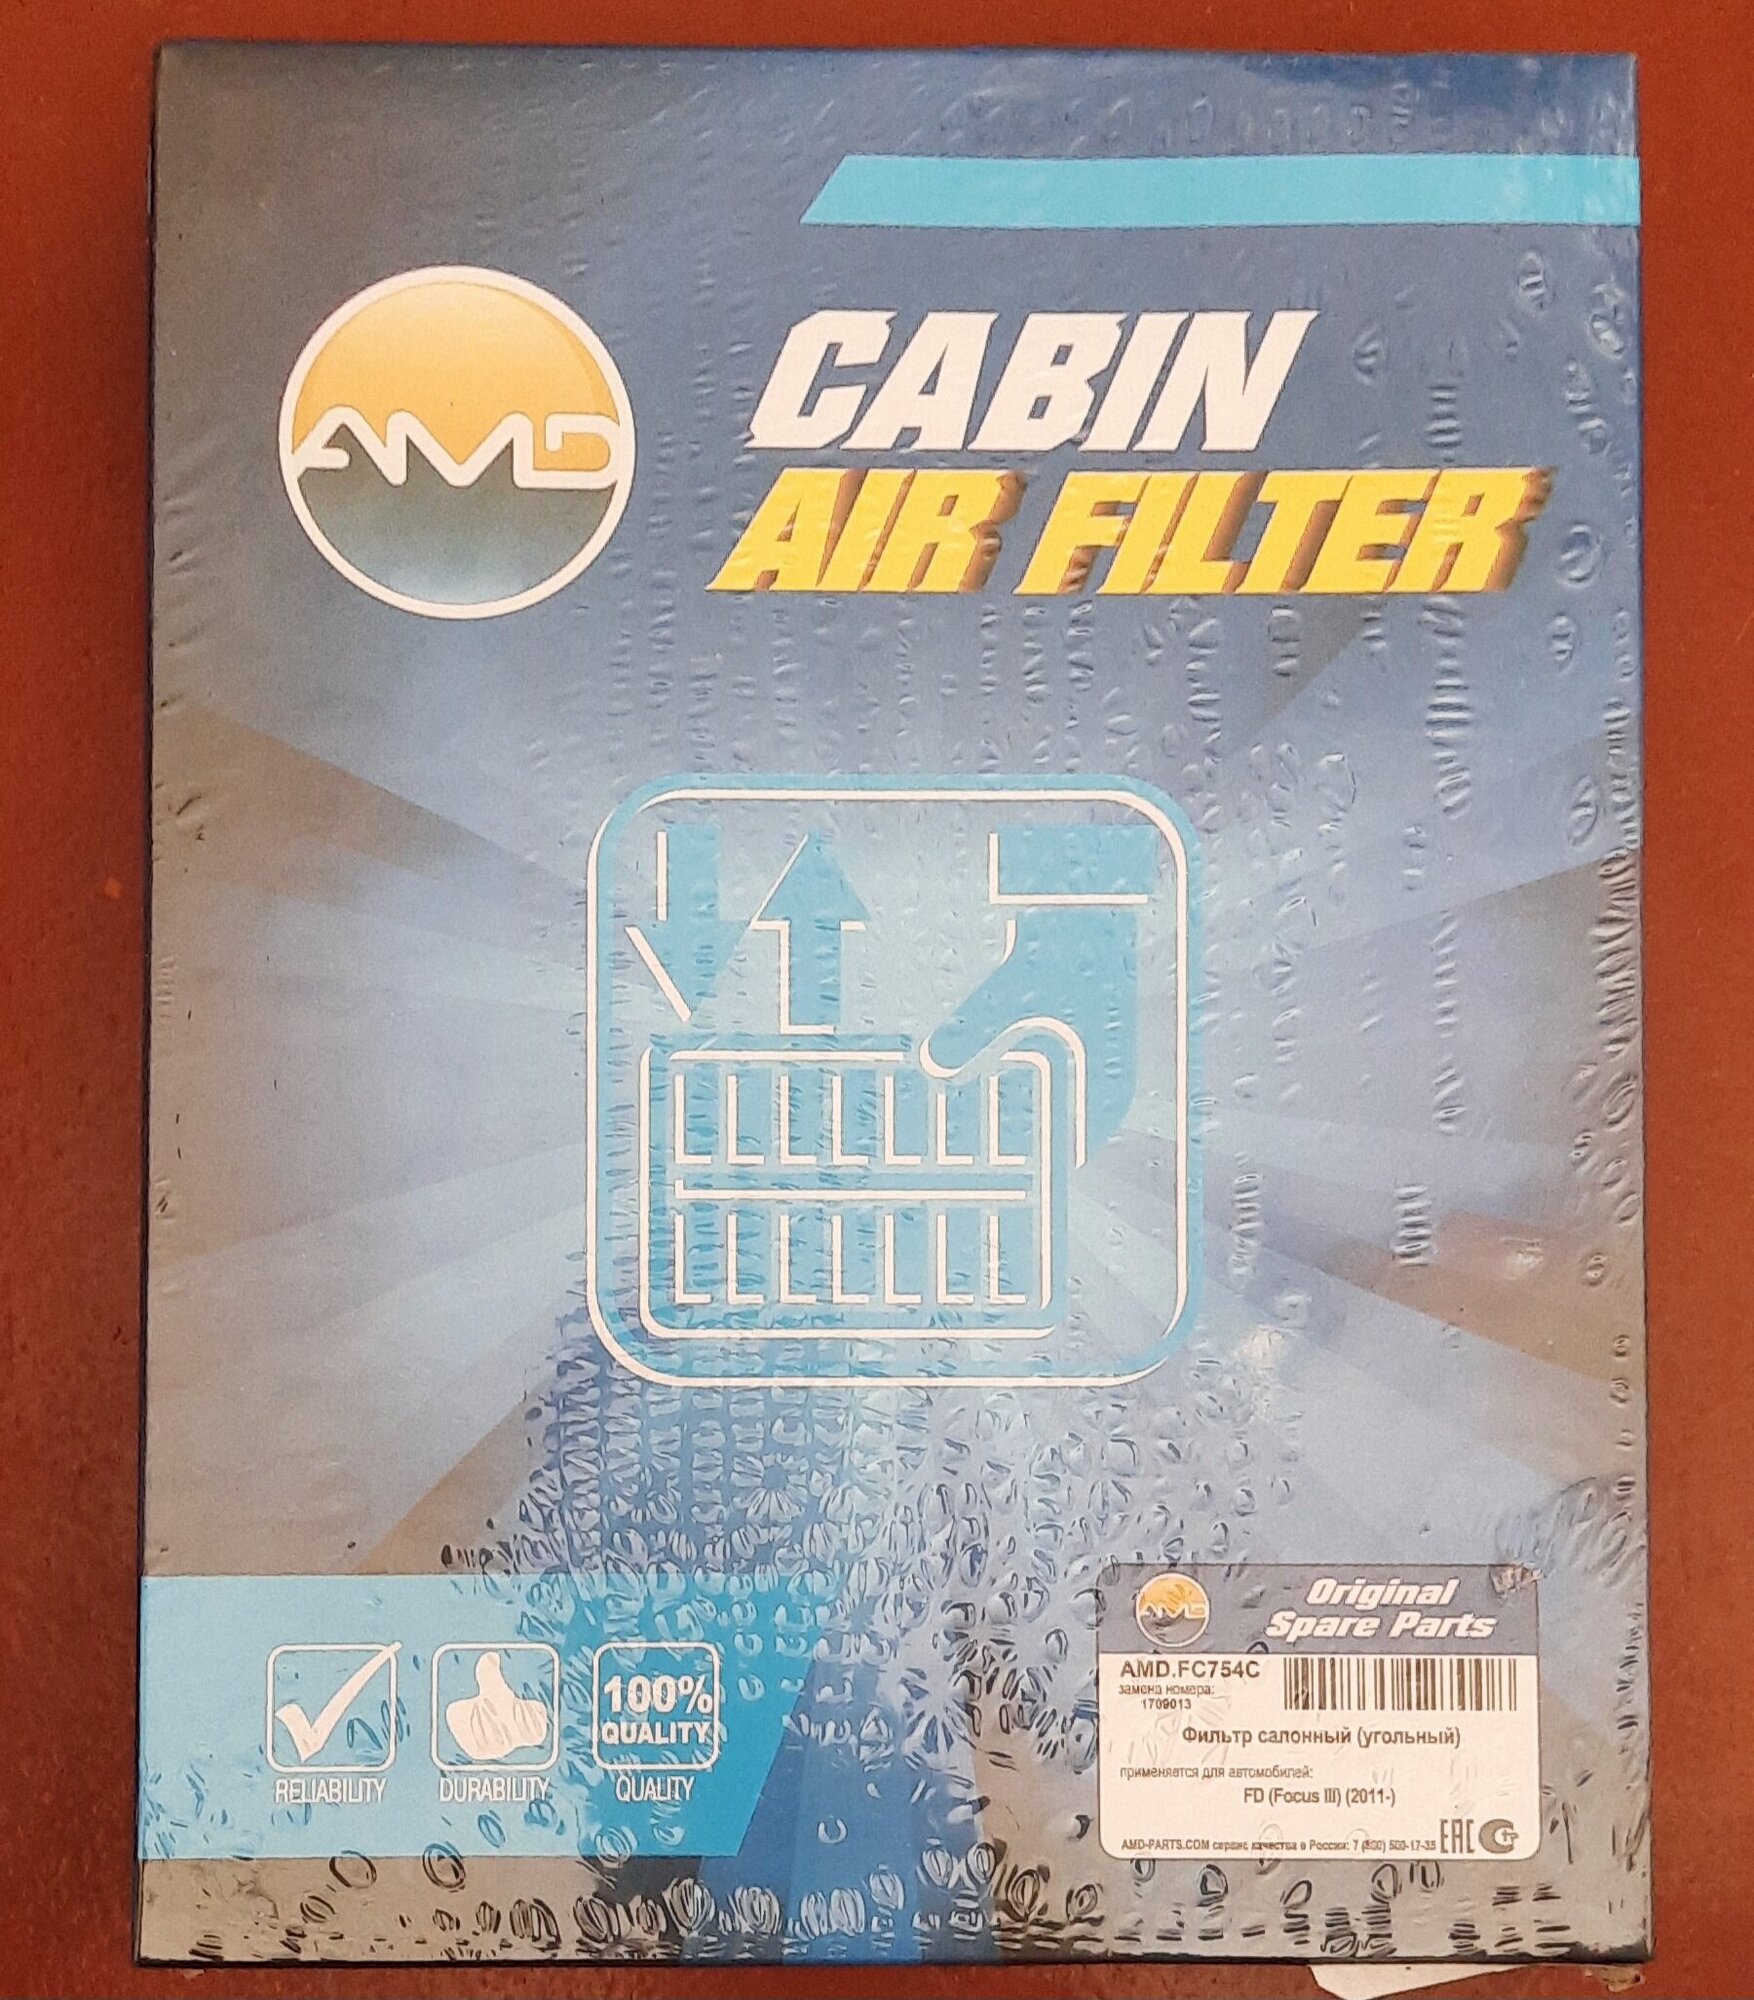 AMD
CABIN
AIR FILTER
RELIABILITY
DURABILITY
100%
QUALITY
QUALITY
AMD
Original
Spare Parts
AMD.FC754C
замена номера:
1709013
Фильтр салонный (угольный)
применяется для автомобилей:
FD (Focus III) (2011-)
AMD-PARTS.COM сервис качества в России: 7 (800) 500-17-35
EAC